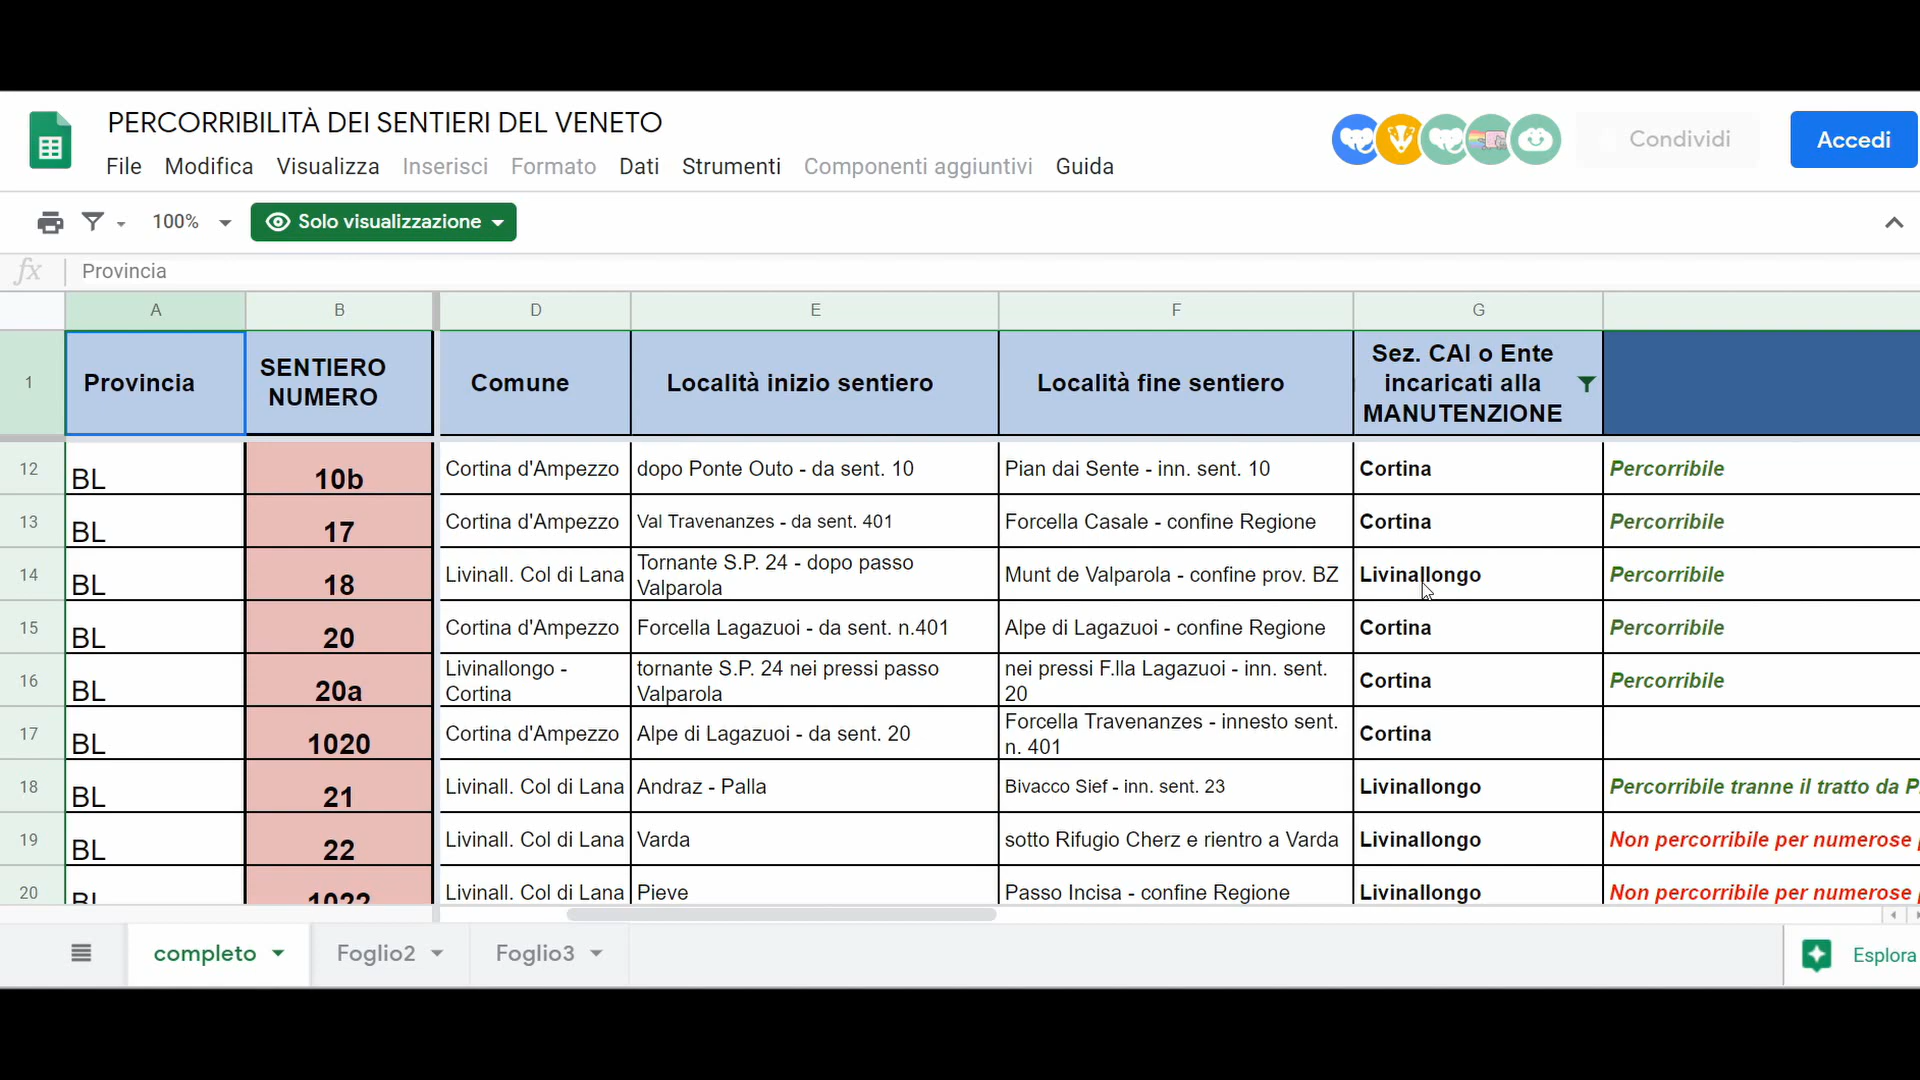 PERCORRIBILITÀ DEI SENTIERI DEL VENETO
File Modifica Visualizza Inserisci Formato Dati Strumenti Componenti aggiuntivi Guida
Condividi
Accedi
100%
Solo visualizzazione
fx Provincia
A B D E F G
1 Provincia SENTIERO NUMERO Comune Località inizio sentiero Località fine sentiero Sez. CAI o Ente incaricati alla MANUTENZIONE
12 BL 10b Cortina d'Ampezzo dopo Ponte Outo - da sent. 10 Pian dai Sente - inn. sent. 10 Cortina Percorribile
13 BL 17 Cortina d'Ampezzo Val Travenanzes - da sent. 401 Forcella Casale - confine Regione Cortina Percorribile
14 BL 18 Livinall. Col di Lana Tornante S.P. 24 - dopo passo Valparola Munt de Valparola - confine prov. BZ Livinallongo Percorribile
15 BL 20 Cortina d'Ampezzo Forcella Lagazuoi - da sent. n.401 Alpe di Lagazuoi - confine Regione Cortina Percorribile
16 BL 20a Livinallongo - Cortina tornante S.P. 24 nei pressi passo Valparola nei pressi F.lla Lagazuoi - inn. sent. 20 Cortina Percorribile
17 BL 1020 Cortina d'Ampezzo Alpe di Lagazuoi - da sent. 20 Forcella Travenanzes - innesto sent. n. 401 Cortina
18 BL 21 Livinall. Col di Lana Andraz - Palla Bivacco Sief - inn. sent. 23 Livinallongo Percorribile tranne il tratto da
19 BL 22 Livinall. Col di Lana Varda sotto Rifugio Cherz e rientro a Varda Livinallongo Non percorribile per numerose
20 BL 1022 Livinall. Col di Lana Pieve Passo Incisa - confine Regione Livinallongo Non percorribile per numerose
completo Foglio2 Foglio3
Esplora